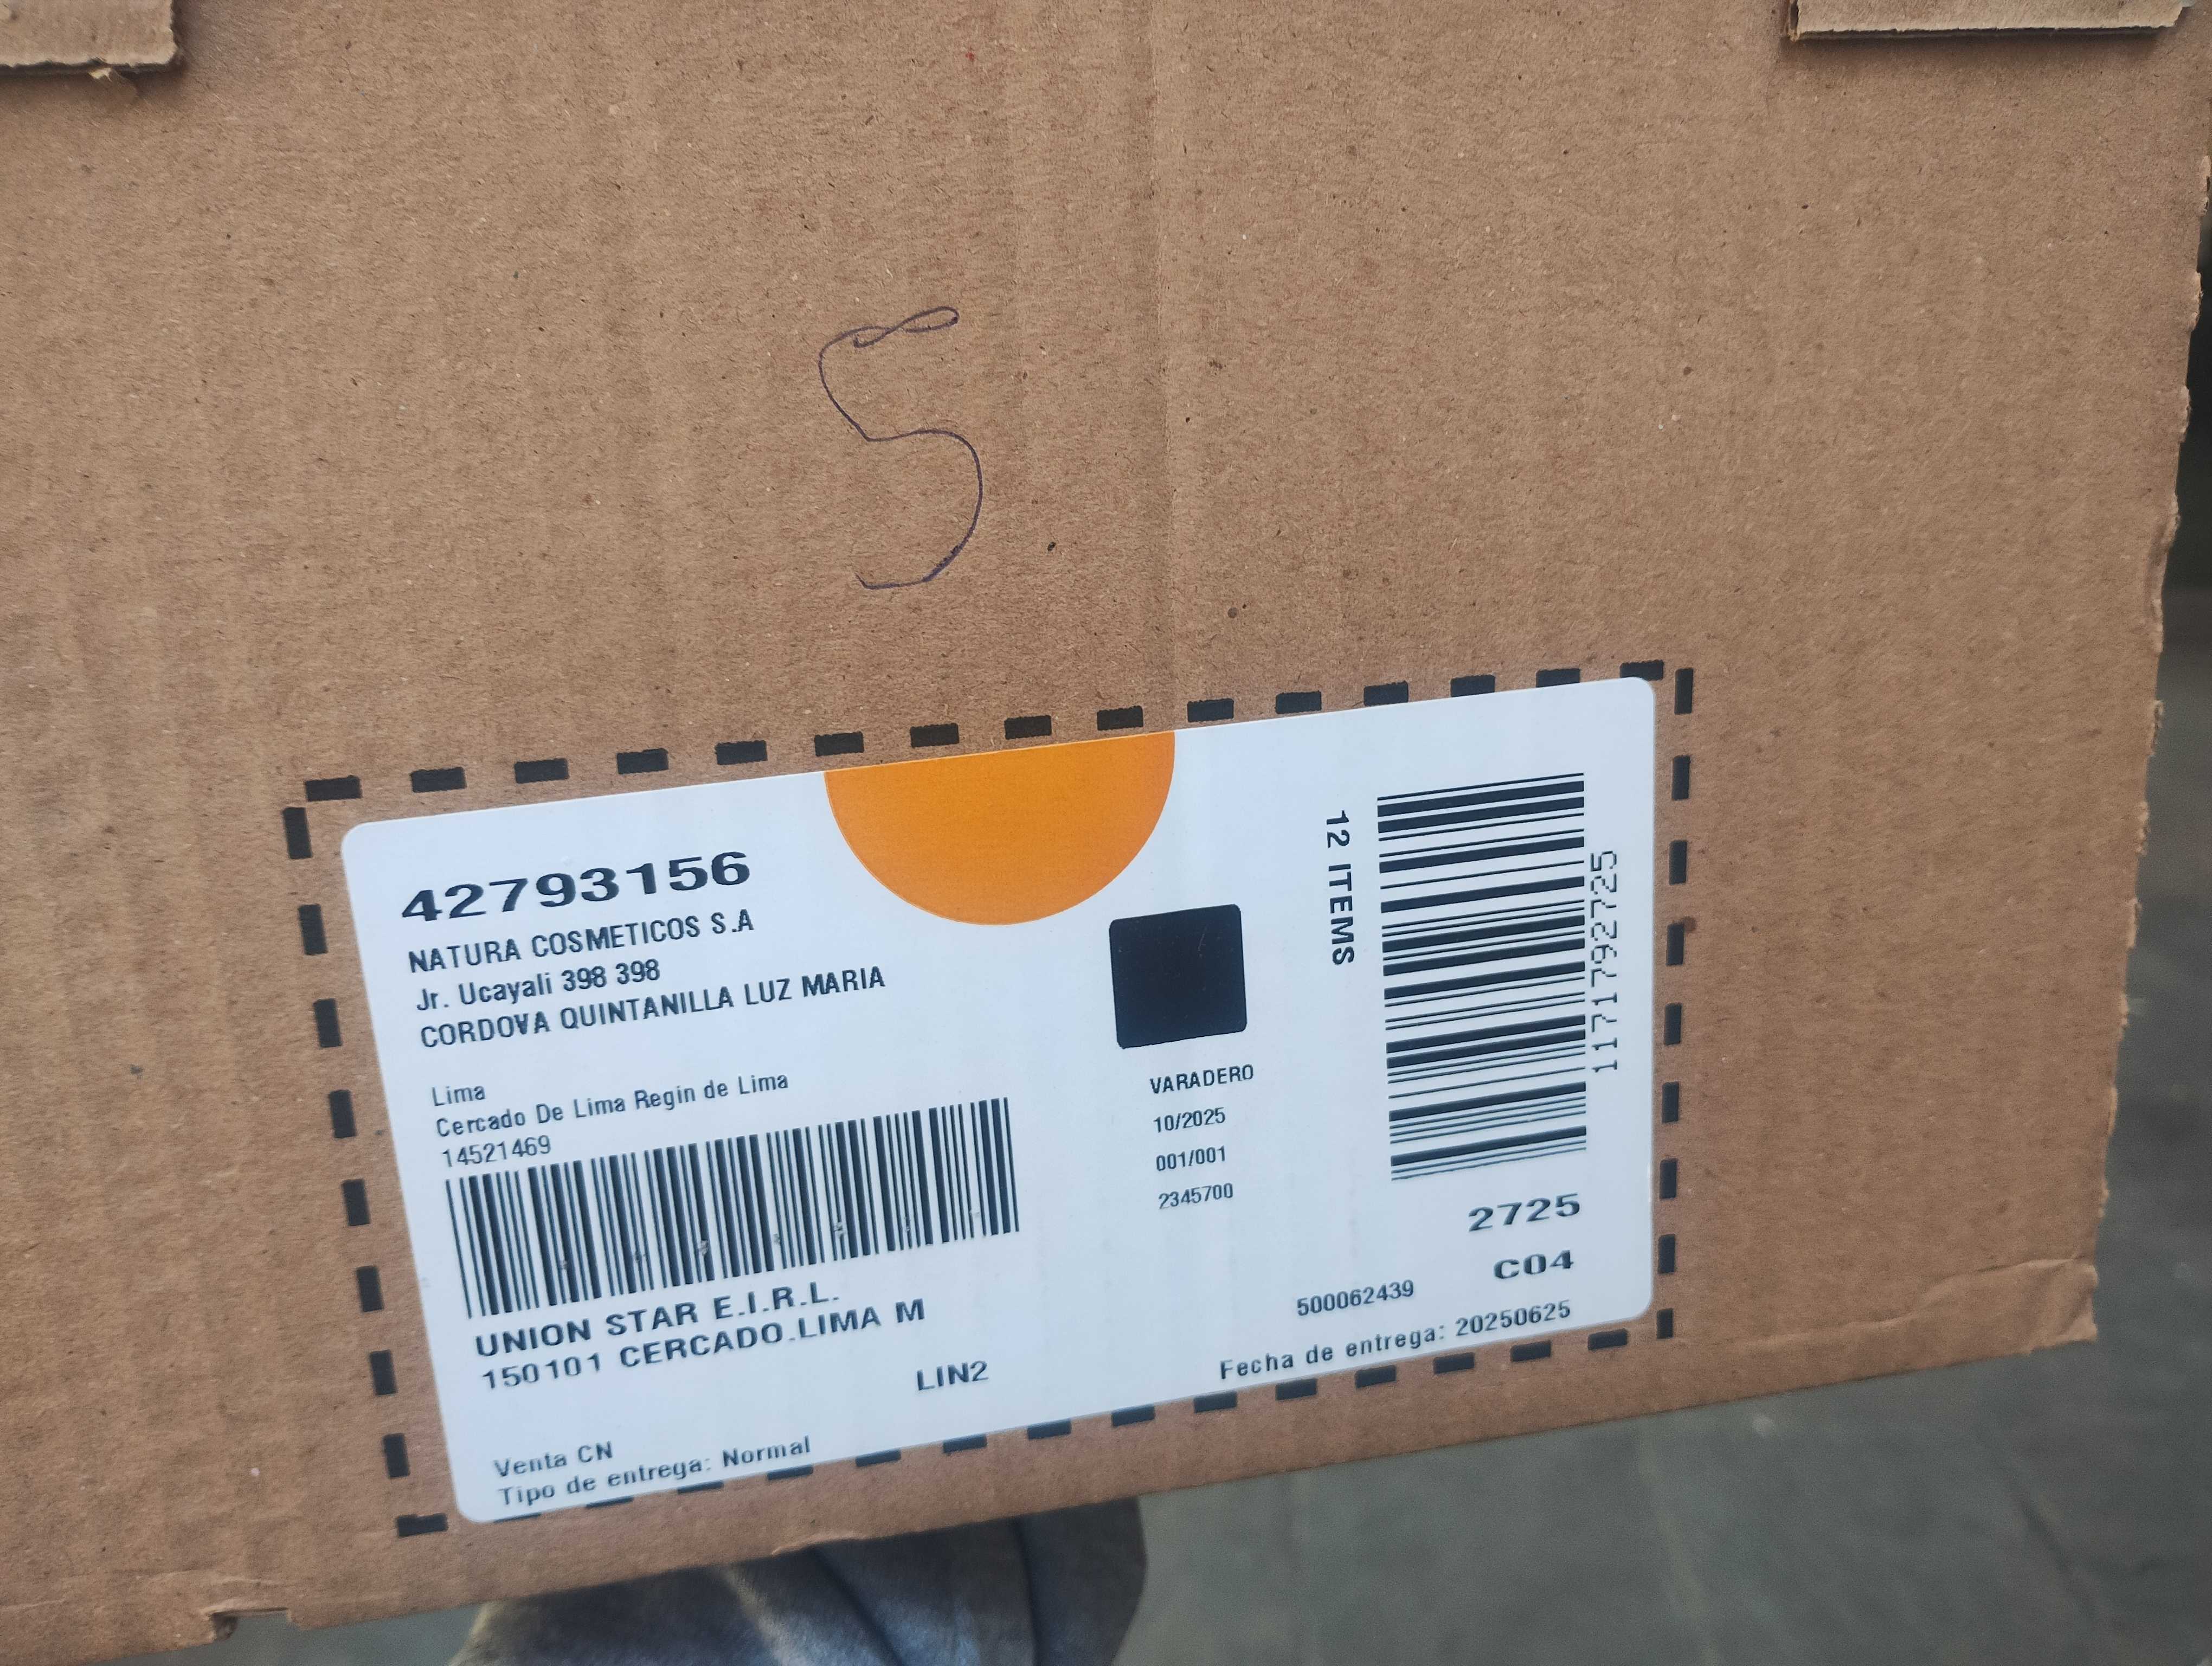 5
42793156
NATURA COSMETICOS S.A
Jr. Ucayali 398 398
CORDOVA QUINTANILLA LUZ MARIA
Lima
Cercado De Lima Regin de Lima
14521469
UNION STAR E.I.R.L.
150101 CERCADO.LIMA M
LIN2
Venta CN
Tipo de entrega: Normal
VARADERO
10/2025
001/001
2345700
12 ITEMS
1171792725
2725
C04
500062439
Fecha de entrega: 20250625